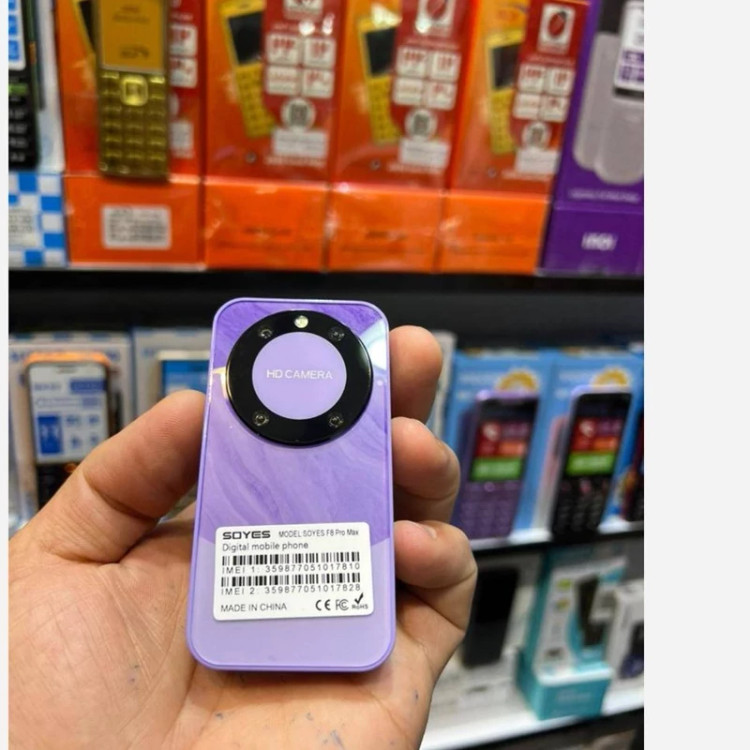 HD CAMERA
SOYES MODEL:SOYES F8 Pro Max
Digital mobile phone
IMEI 1: 359877051017810
IMEI 2: 359877051017828
MADE IN CHINA CE FC RoHS